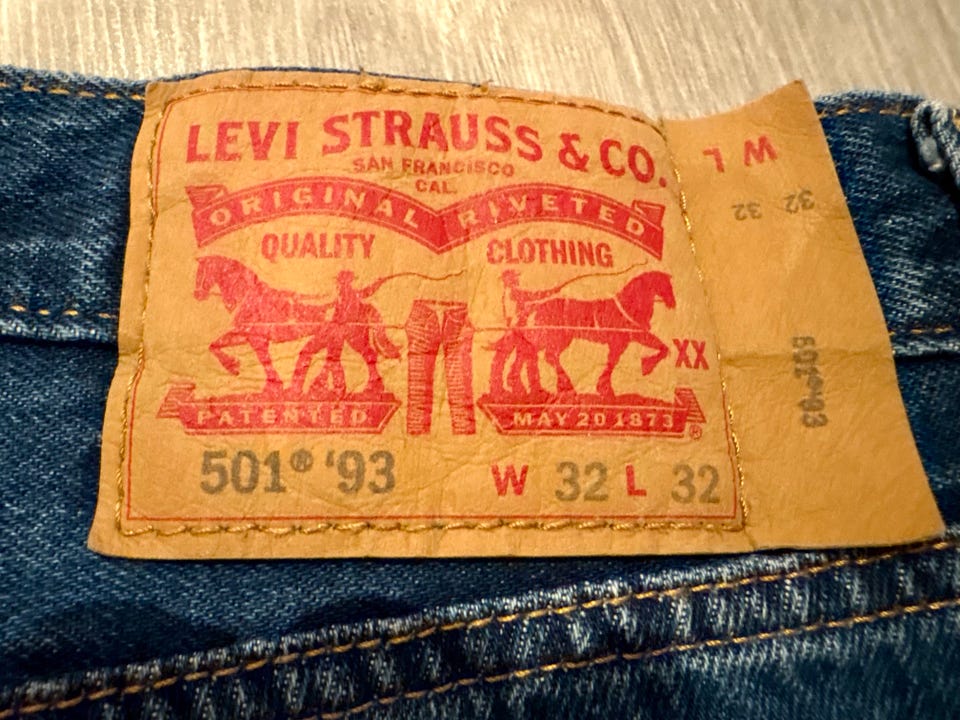 LEVI STRAUSS & CO.
SAN FRANCISCO
CAL.
ORIGINAL RIVETED
QUALITY CLOTHING
XX
PATENTED MAY 20 1873 ®
501® '93 W 32 L 32
W L
32 32
501® '93